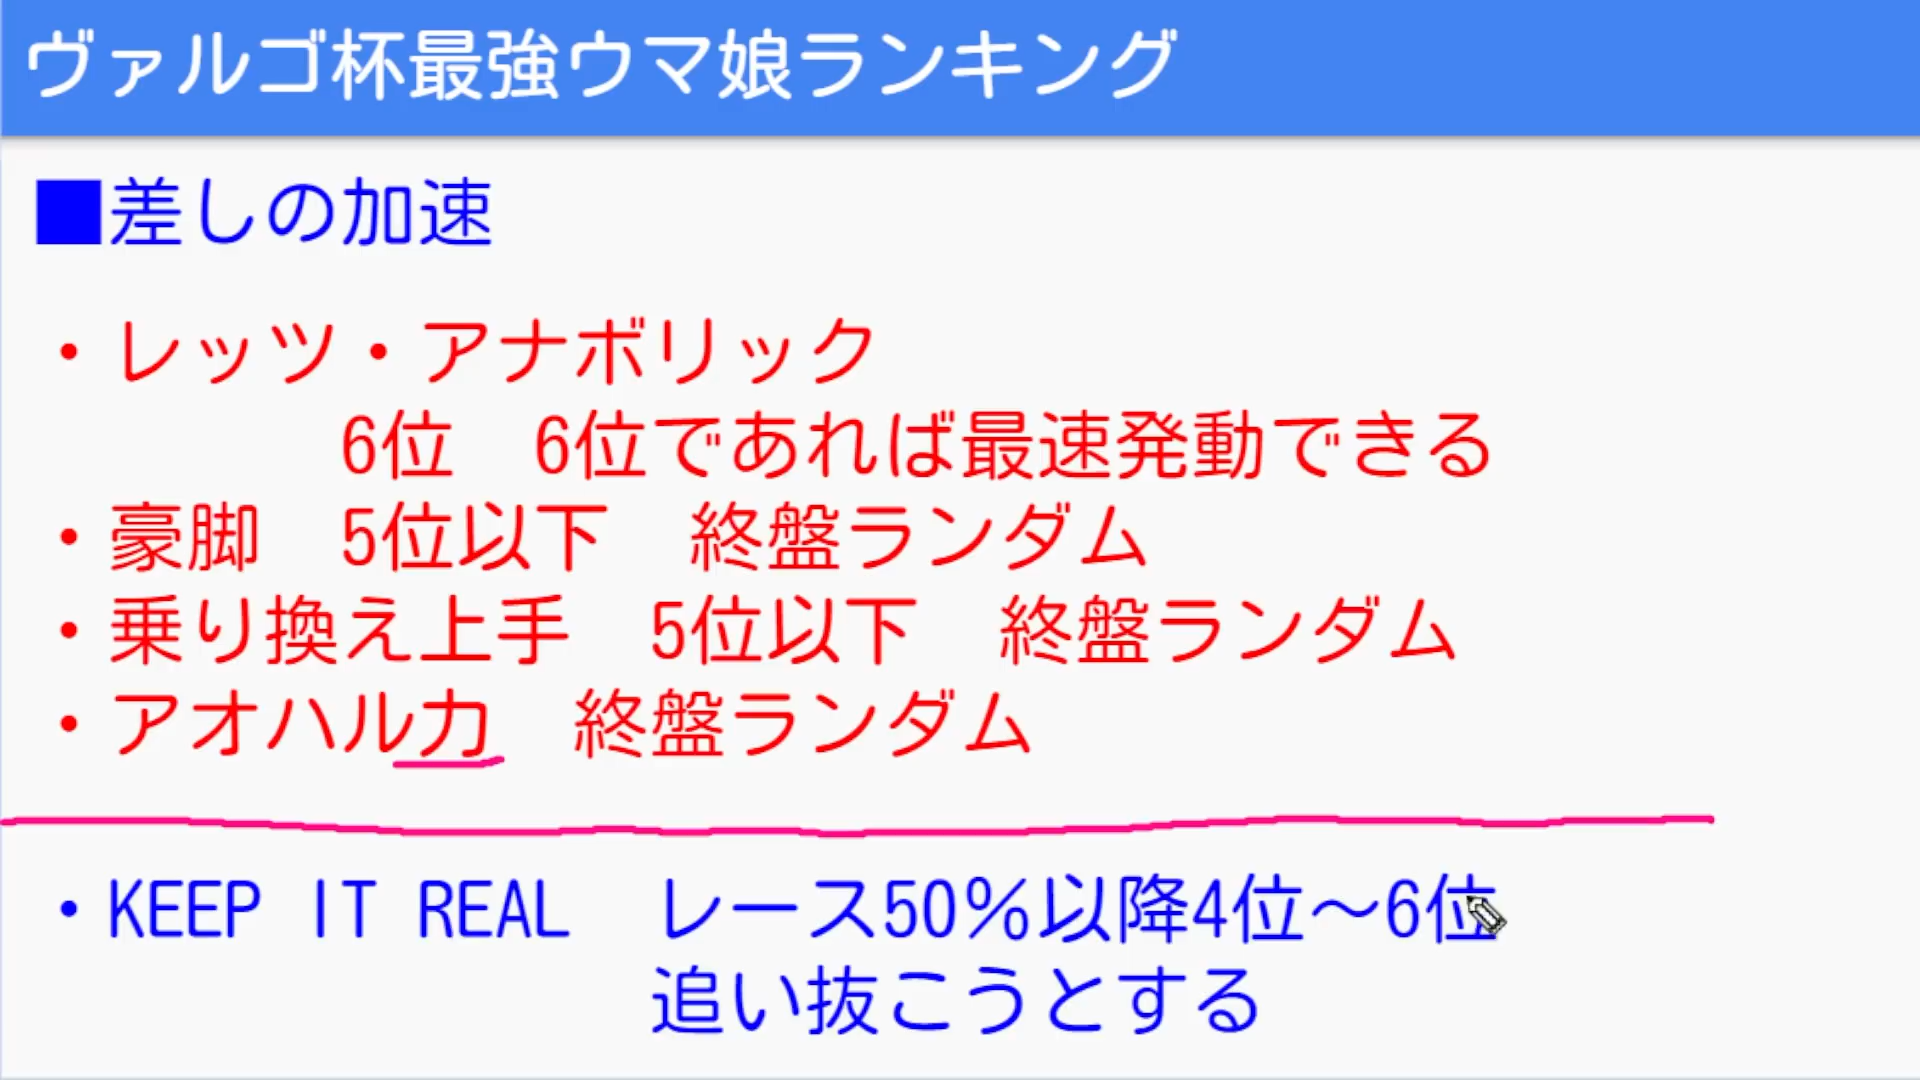 ヴァルゴ杯最強ウマ娘ランキング
■差しの加速
・レッツ・アナボリック
6位　6位であれば最速発動できる
・豪脚　5位以下　終盤ランダム
・乗り換え上手　5位以下　終盤ランダム
・アオハル力　終盤ランダム
・KEEP IT REAL　レース50％以降4位～6位
追い抜こうとする